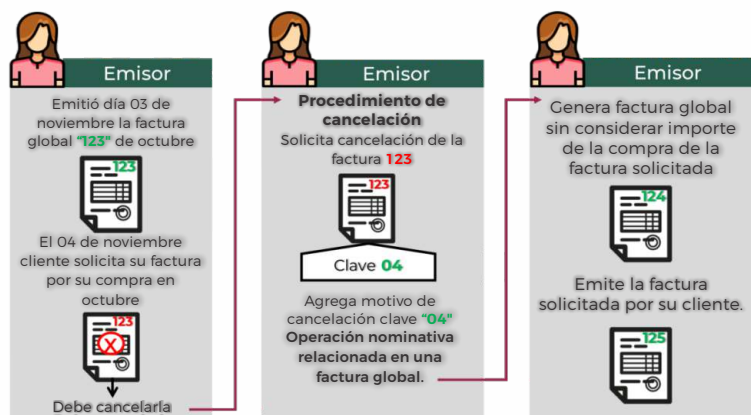 Emisor
Emitió día 03 de
noviembre la factura
global "123" de octubre
123
El 04 de noviembre
cliente solicita su factura
por su compra en
octubre
123
X
Debe cancelarla
Emisor
Procedimiento de
cancelación
Solicita cancelación de la
factura 123
123
Clave 04
Agrega motivo de
cancelación clave "04"
Operación nominativa
relacionada en una
factura global.
Emisor
Genera factura global
sin considerar importe
de la compra de la
factura solicitada
124
Emite la factura
solicitada por su cliente.
125